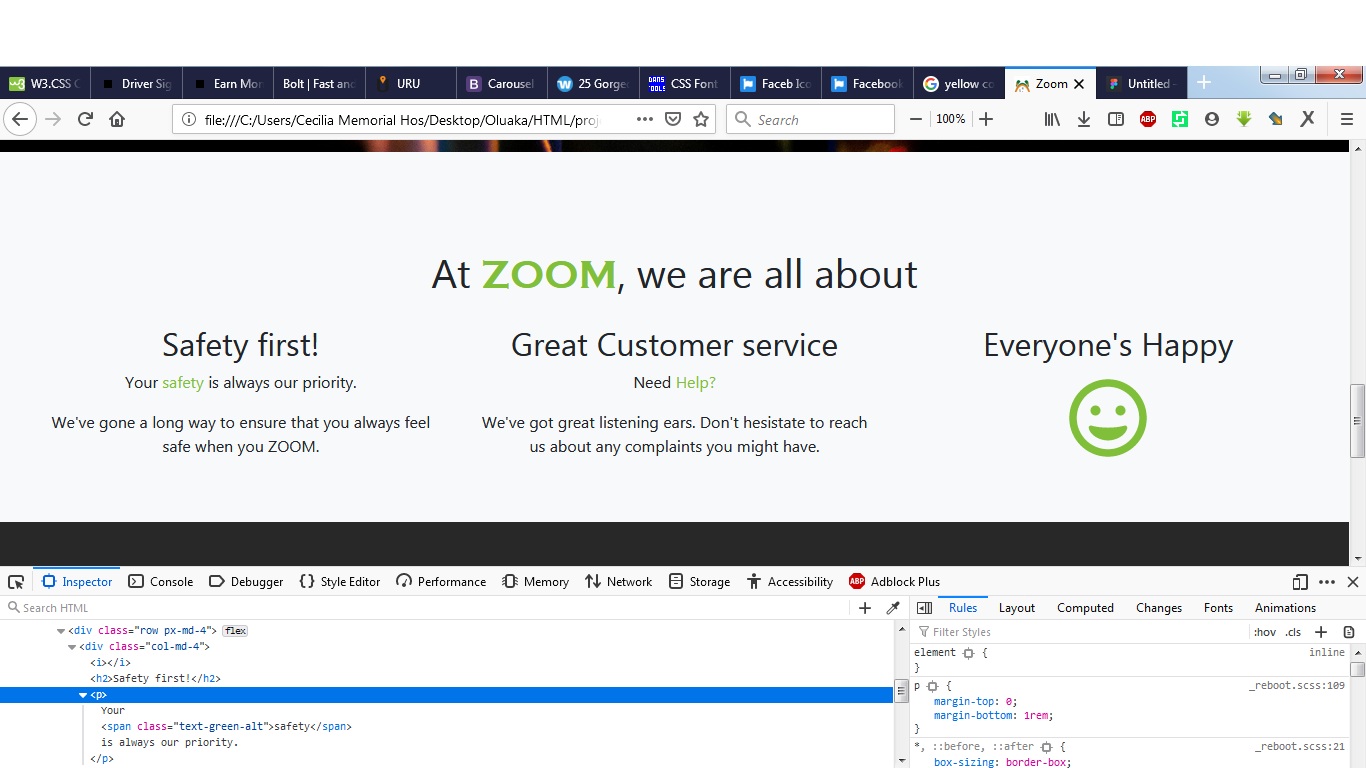 W3.CSS C
Driver Sig
Earn Mon
Bolt | Fast and
URU
B Carousel
W 25 Gorge
DANS TOOLS CSS Font
Faceb Ico
Facebook
G yellow co
Zoom
Untitled -
file:///C:/Users/Cecilia Memorial Hos/Desktop/Oluaka/HTML/proj
Search
100%
ABP
At ZOOM, we are all about
Safety first!
Your safety is always our priority.
We've gone a long way to ensure that you always feel
safe when you ZOOM.
Great Customer service
Need Help?
We've got great listening ears. Don't hesistate to reach
us about any complaints you might have.
Everyone's Happy
Inspector
Console
Debugger
Style Editor
Performance
Memory
Network
Storage
Accessibility
ABP Adblock Plus
Search HTML
<div class="row px-md-4"> flex
<div class="col-md-4">
<i></i>
<h2>Safety first!</h2>
<p>
Your
<span class="text-green-alt">safety</span>
is always our priority.
</p>
Rules
Layout
Computed
Changes
Fonts
Animations
Filter Styles
:hov .cls
element { inline
}
p { _reboot.scss:109
margin-top: 0;
margin-bottom: 1rem;
}
*, ::before, ::after { _reboot.scss:21
box-sizing: border-box;